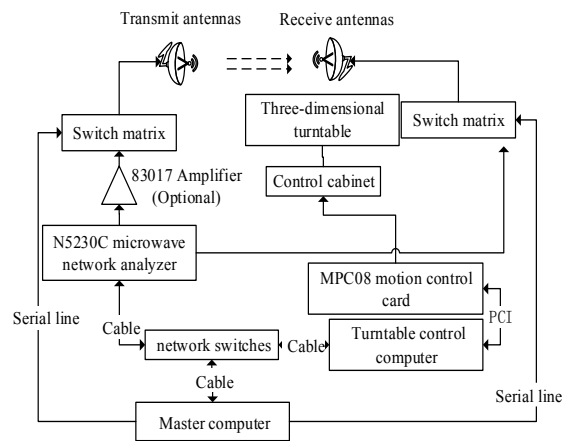 Transmit antennas
Receive antennas
Three-dimensional
turntable
Switch matrix
Switch matrix
83017 Amplifier
(Optional)
Control cabinet
N5230C microwave
network analyzer
MPC08 motion control
card
Serial line
PCI
Cable
network switches
Cable
Turntable control
computer
Cable
Serial line
Master computer